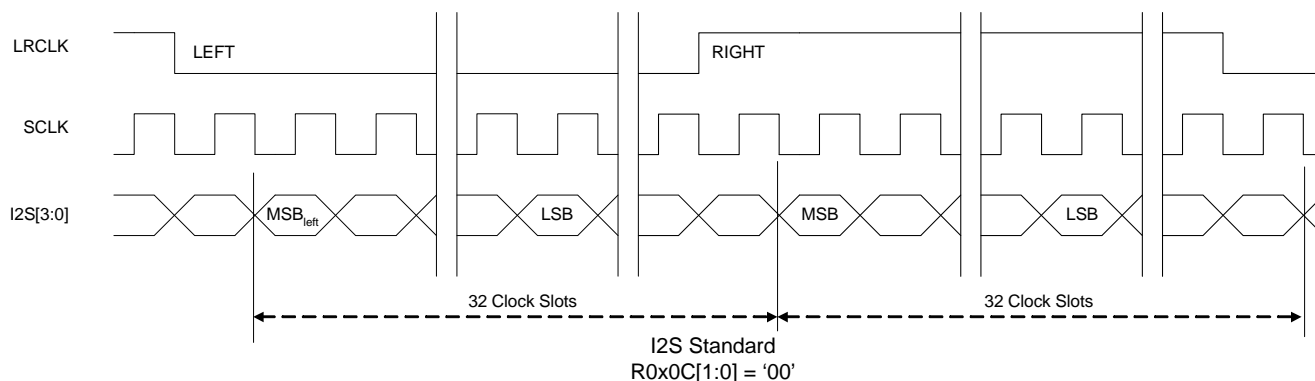 LRCLK
LEFT
RIGHT
SCLK
I2S[3:0]
MSBleft
LSB
MSB
LSB
32 Clock Slots
32 Clock Slots
I2S Standard
R0x0C[1:0] = ‘00’